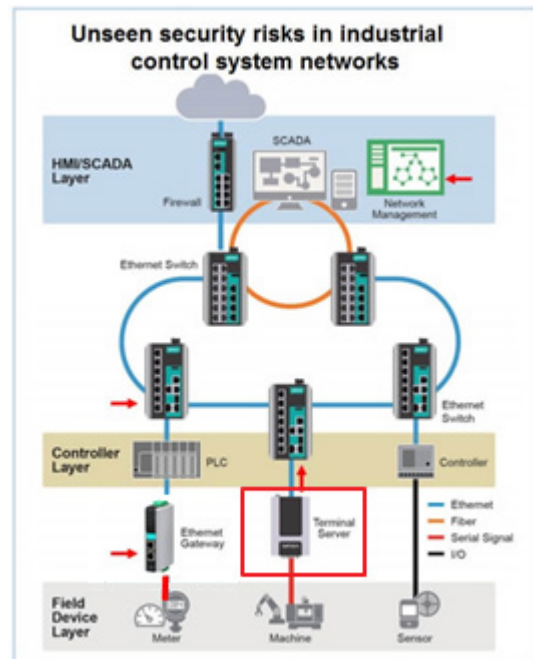 Unseen security risks in industrial
control system networks
SCADA
HMI/SCADA
Layer
Firewall
Network
Management
Ethernet Switch
Ethernet
Switch
Controller
Layer
PLC
Controller
Ethernet
Gateway
Terminal
Server
Ethernet
Fiber
Serial Signal
I/O
Field
Device
Layer
Meter
Machine
Sensor